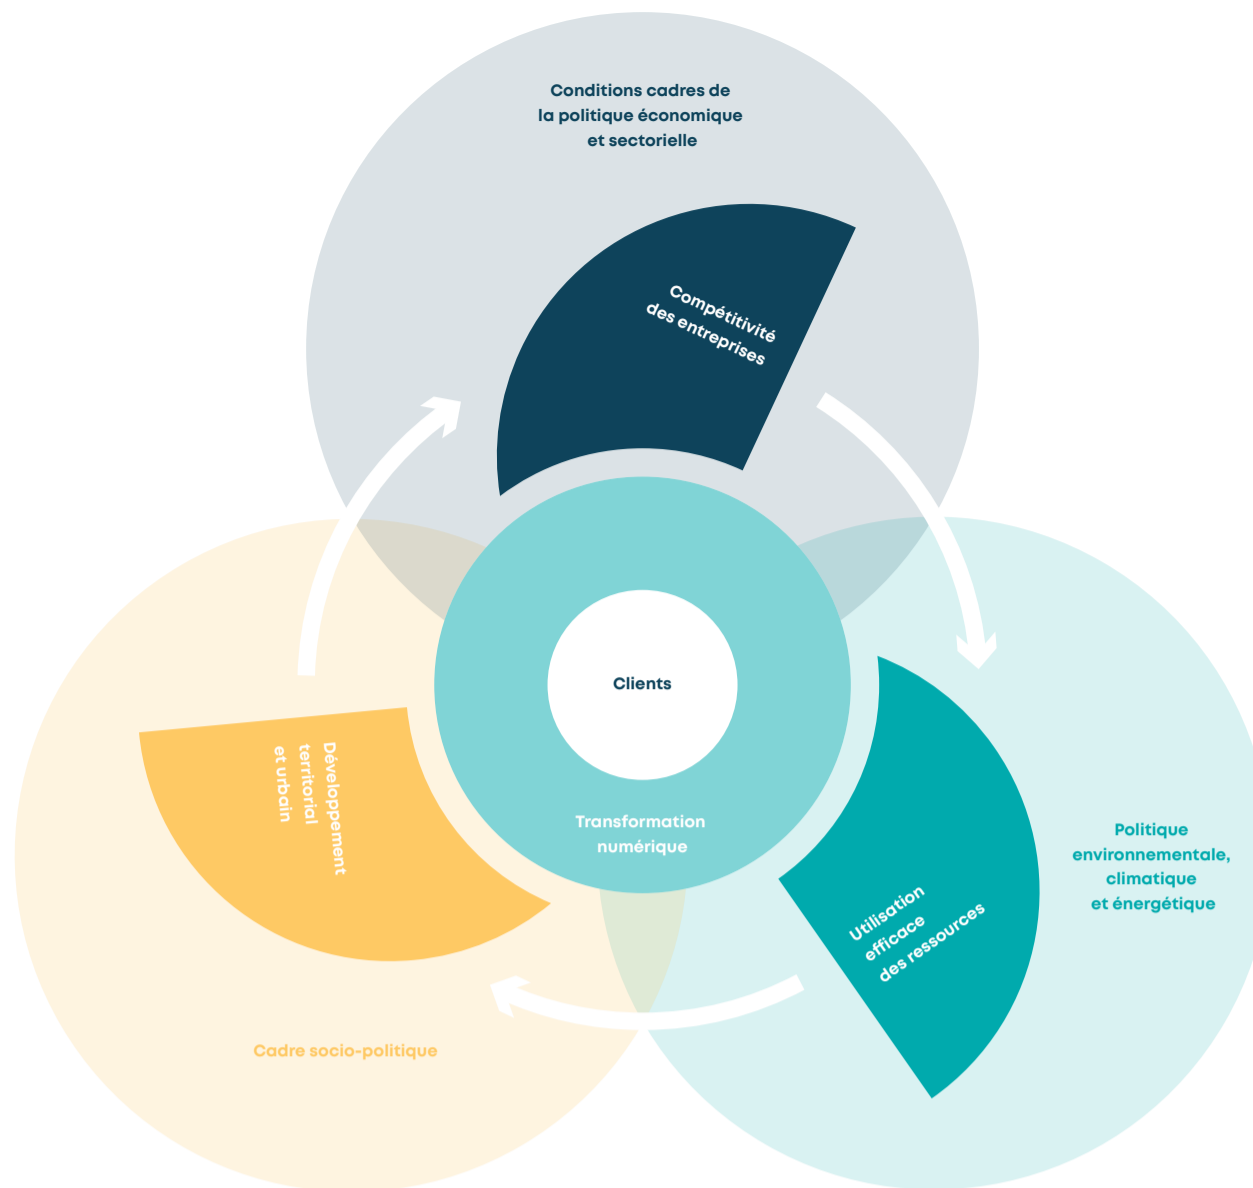 Conditions cadres de
la politique économique
et sectorielle
Compétitivité
des entreprises
Clients
Transformation
numérique
Développement
territorial
et urbain
Utilisation
efficace
des ressources
Politique
environnementale,
climatique
et énergétique
Cadre socio-politique